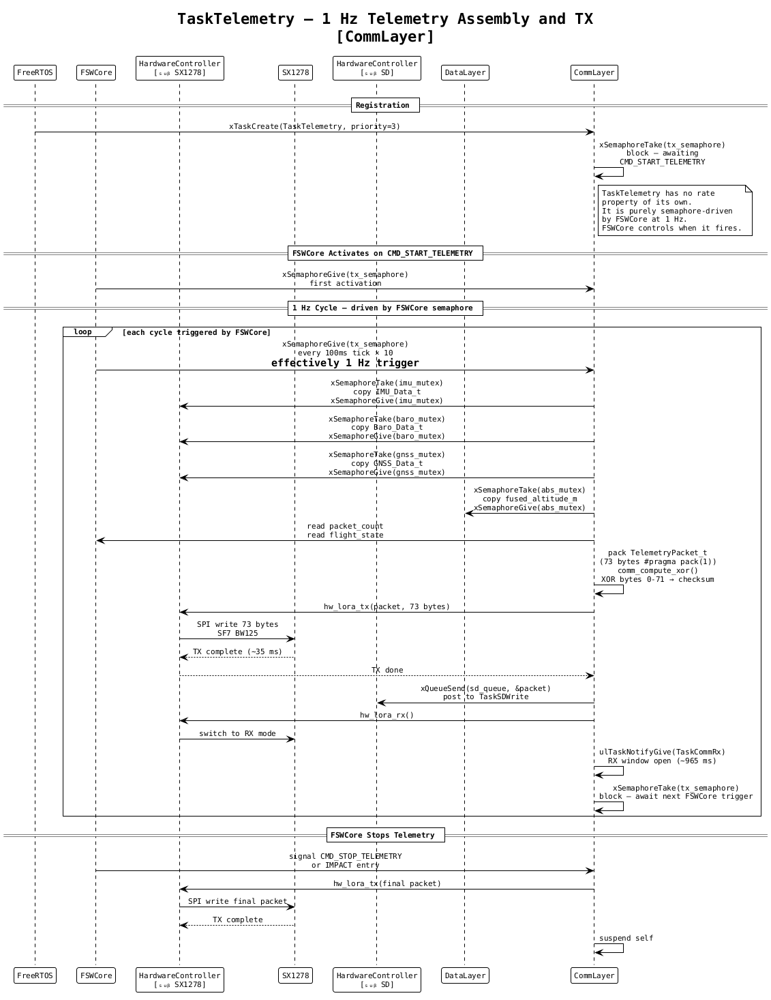 TaskTelemetry — 1 Hz Telemetry Assembly and TX
[CommLayer]
FreeRTOS
FSWCore
HardwareController
[ₛᵤᵦ SX1278]
SX1278
HardwareController
[ₛᵤᵦ SD]
DataLayer
CommLayer
Registration
xTaskCreate(TaskTelemetry, priority=3)
xSemaphoreTake(tx_semaphore)
block — awaiting
CMD_START_TELEMETRY
TaskTelemetry has no rate
property of its own.
It is purely semaphore-driven
by FSWCore at 1 Hz.
FSWCore controls when it fires.
FSWCore Activates on CMD_START_TELEMETRY
xSemaphoreGive(tx_semaphore)
first activation
1 Hz Cycle — driven by FSWCore semaphore
loop
[each cycle triggered by FSWCore]
xSemaphoreGive(tx_semaphore)
every 100ms tick × 10
effectively 1 Hz trigger
xSemaphoreTake(imu_mutex)
copy IMU_Data_t
xSemaphoreGive(imu_mutex)
xSemaphoreTake(baro_mutex)
copy Baro_Data_t
xSemaphoreGive(baro_mutex)
xSemaphoreTake(gnss_mutex)
copy GNSS_Data_t
xSemaphoreGive(gnss_mutex)
xSemaphoreTake(abs_mutex)
copy fused_altitude_m
xSemaphoreGive(abs_mutex)
read packet_count
read flight_state
pack TelemetryPacket_t
(73 bytes #pragma pack(1))
comm_compute_xor()
XOR bytes 0-71 → checksum
hw_lora_tx(packet, 73 bytes)
SPI write 73 bytes
SF7 BW125
TX complete (~35 ms)
TX done
xQueueSend(sd_queue, &packet)
post to TaskSDWrite
hw_lora_rx()
switch to RX mode
ulTaskNotifyGive(TaskCommRx)
RX window open (~965 ms)
xSemaphoreTake(tx_semaphore)
block — await next FSWCore trigger
FSWCore Stops Telemetry
signal CMD_STOP_TELEMETRY
or IMPACT entry
hw_lora_tx(final packet)
SPI write final packet
TX complete
suspend self
FreeRTOS
FSWCore
HardwareController
[ₛᵤᵦ SX1278]
SX1278
HardwareController
[ₛᵤᵦ SD]
DataLayer
CommLayer